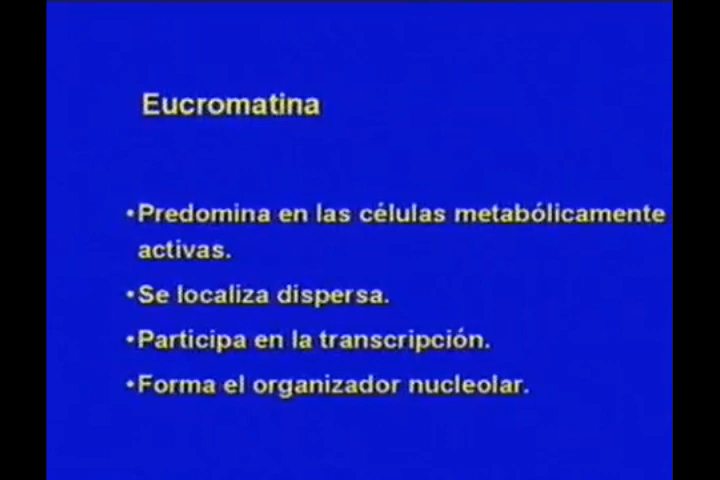 Eucromatina
•Predomina en las células metabólicamente
activas.
•Se localiza dispersa.
•Participa en la transcripción.
•Forma el organizador nucleolar.